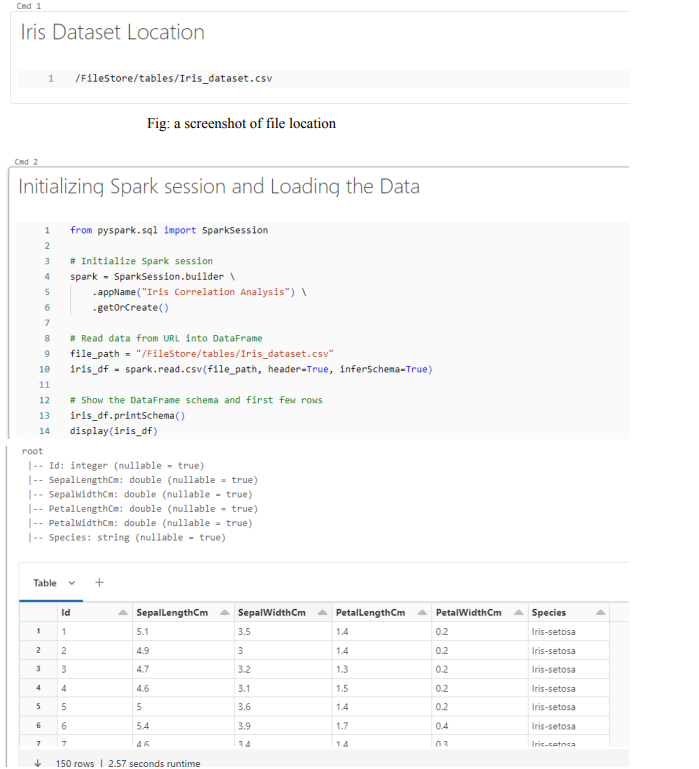 Cmd 1
Iris Dataset Location
1 /FileStore/tables/Iris_dataset.csv
Fig: a screenshot of file location
Cmd 2
Initializing Spark session and Loading the Data
1 from pyspark.sql import SparkSession
2
3 # Initialize Spark session
4 spark = SparkSession.builder \
5 .appName("Iris Correlation Analysis") \
6 .getOrCreate()
7
8 # Read data from URL into DataFrame
9 file_path = "/FileStore/tables/Iris_dataset.csv"
10 iris_df = spark.read.csv(file_path, header=True, inferSchema=True)
11
12 # Show the DataFrame schema and first few rows
13 iris_df.printSchema()
14 display(iris_df)
root
|-- Id: integer (nullable = true)
|-- SepalLengthCm: double (nullable = true)
|-- SepalWidthCm: double (nullable = true)
|-- PetalLengthCm: double (nullable = true)
|-- PetalWidthCm: double (nullable = true)
|-- Species: string (nullable = true)
Table +
Id SepalLengthCm SepalWidthCm PetalLengthCm PetalWidthCm Species
1 1 5.1 3.5 1.4 0.2 Iris-setosa
2 2 4.9 3 1.4 0.2 Iris-setosa
3 3 4.7 3.2 1.3 0.2 Iris-setosa
4 4 4.6 3.1 1.5 0.2 Iris-setosa
5 5 5 3.6 1.4 0.2 Iris-setosa
6 6 5.4 3.9 1.7 0.4 Iris-setosa
7 7 4.6 3.4 1.4 0.3 Iris-setosa
150 rows | 2.57 seconds runtime